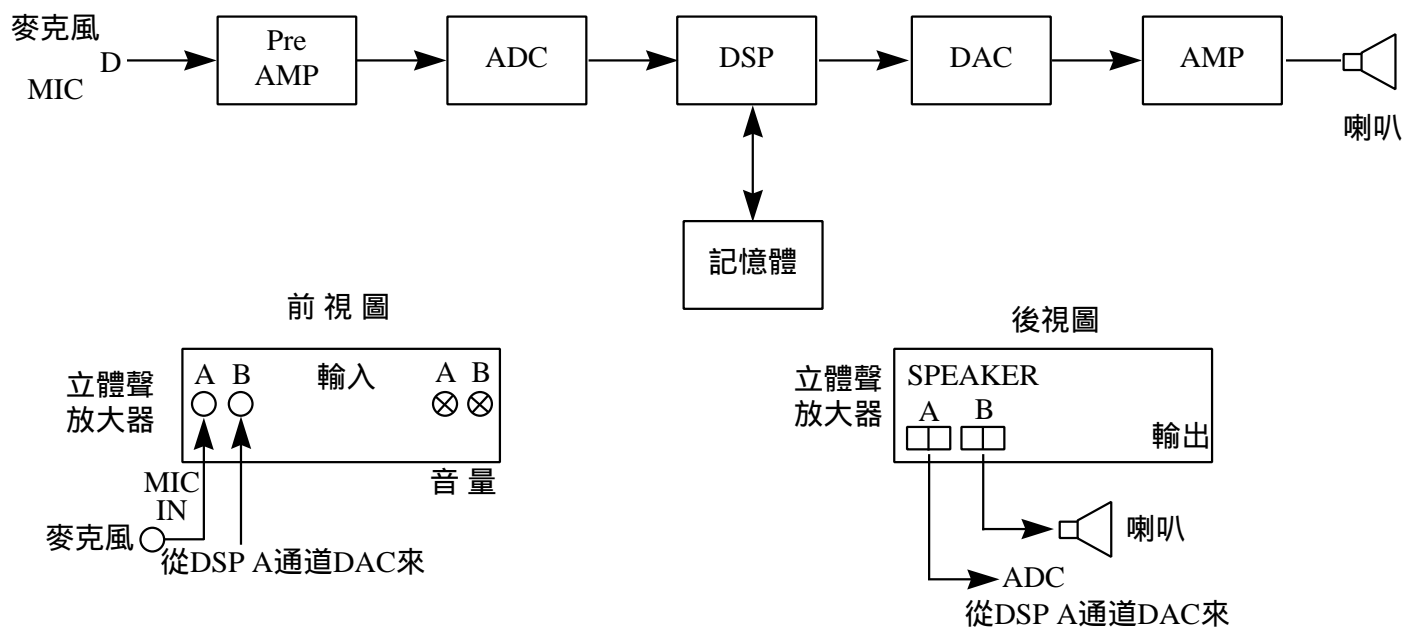 麥克風
D
MIC
Pre
AMP
ADC
DSP
DAC
AMP
喇叭
記憶體
前 視 圖
立體聲
放大器
A B 輸入 A B
音 量
MIC
IN
麥克風
從DSP A通道DAC來
後視圖
立體聲
放大器
SPEAKER
A B
輸出
喇叭
ADC
從DSP A通道DAC來